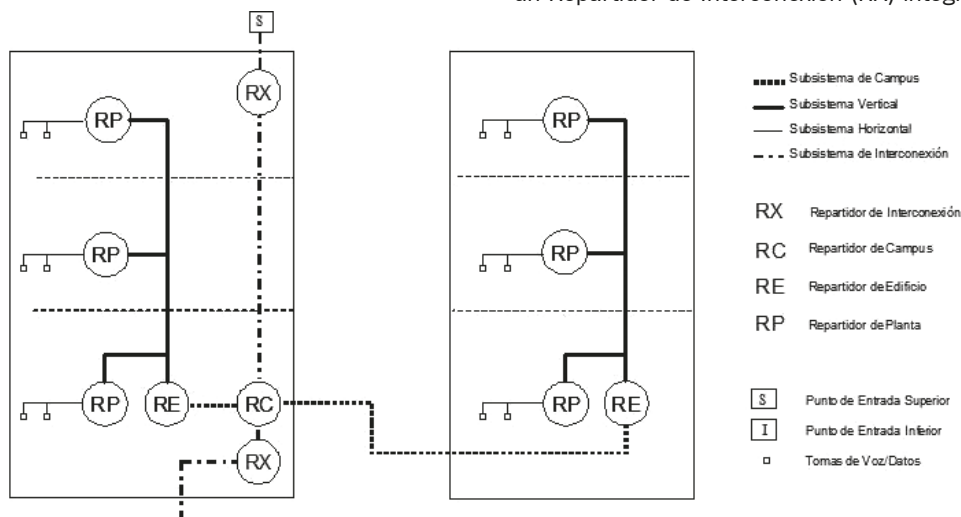 un Repartidor de Interconexión (RX) integr
S
RX
RP
RP
RP
RE
RC
RX
RP
RP
RP
RE
Subsistema de Campus
Subsistema Vertical
Subsistema Horizontal
Subsistema de Interconexión
RX Repartidor de Interconexión
RC Repartidor de Campus
RE Repartidor de Edificio
RP Repartidor de Planta
S Punto de Entrada Superior
I Punto de Entrada Inferior
Tomas de Voz/Datos